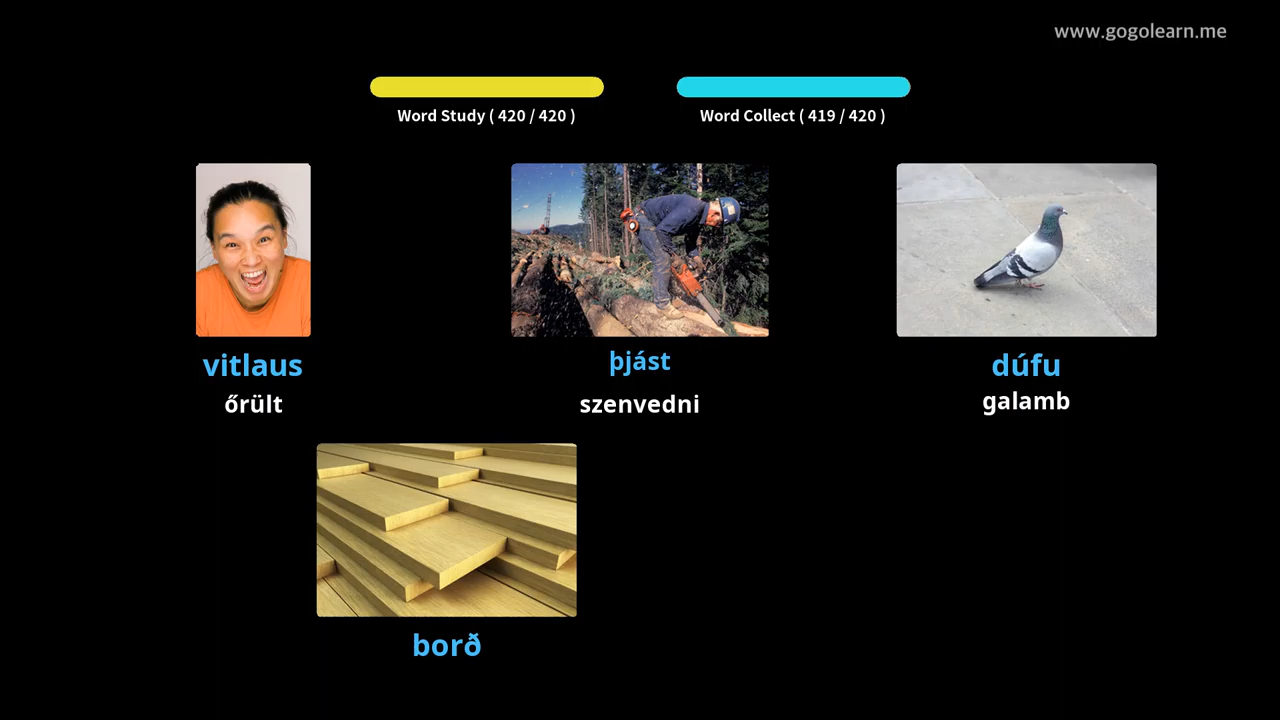 www.gogolearn.me
Word Study ( 420 / 420 )
Word Collect ( 419 / 420 )
vitlaus
őrült
þjást
szenvedni
dúfu
galamb
borð